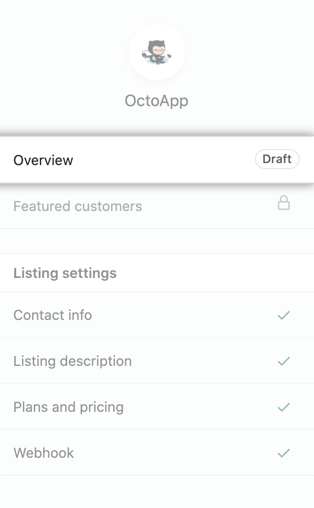 OctoApp
Overview Draft
Featured customers
Listing settings
Contact info
Listing description
Plans and pricing
Webhook